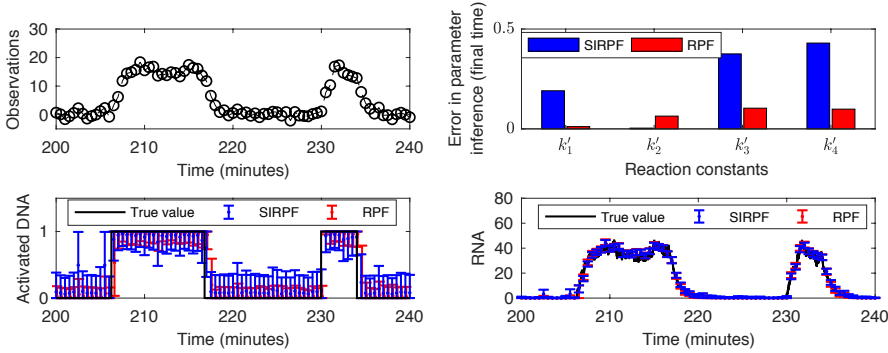 Observations
30
20
10
0
200
210
220
230
240
Time (minutes)
Error in parameter
inference (final time)
0.5
0
SIRPF
RPF
k′1
k′2
k′3
k′4
Reaction constants
Activated DNA
1
0
True value
SIRPF
RPF
200
210
220
230
240
Time (minutes)
RNA
80
60
40
20
0
True value
SIRPF
RPF
200
210
220
230
240
Time (minutes)